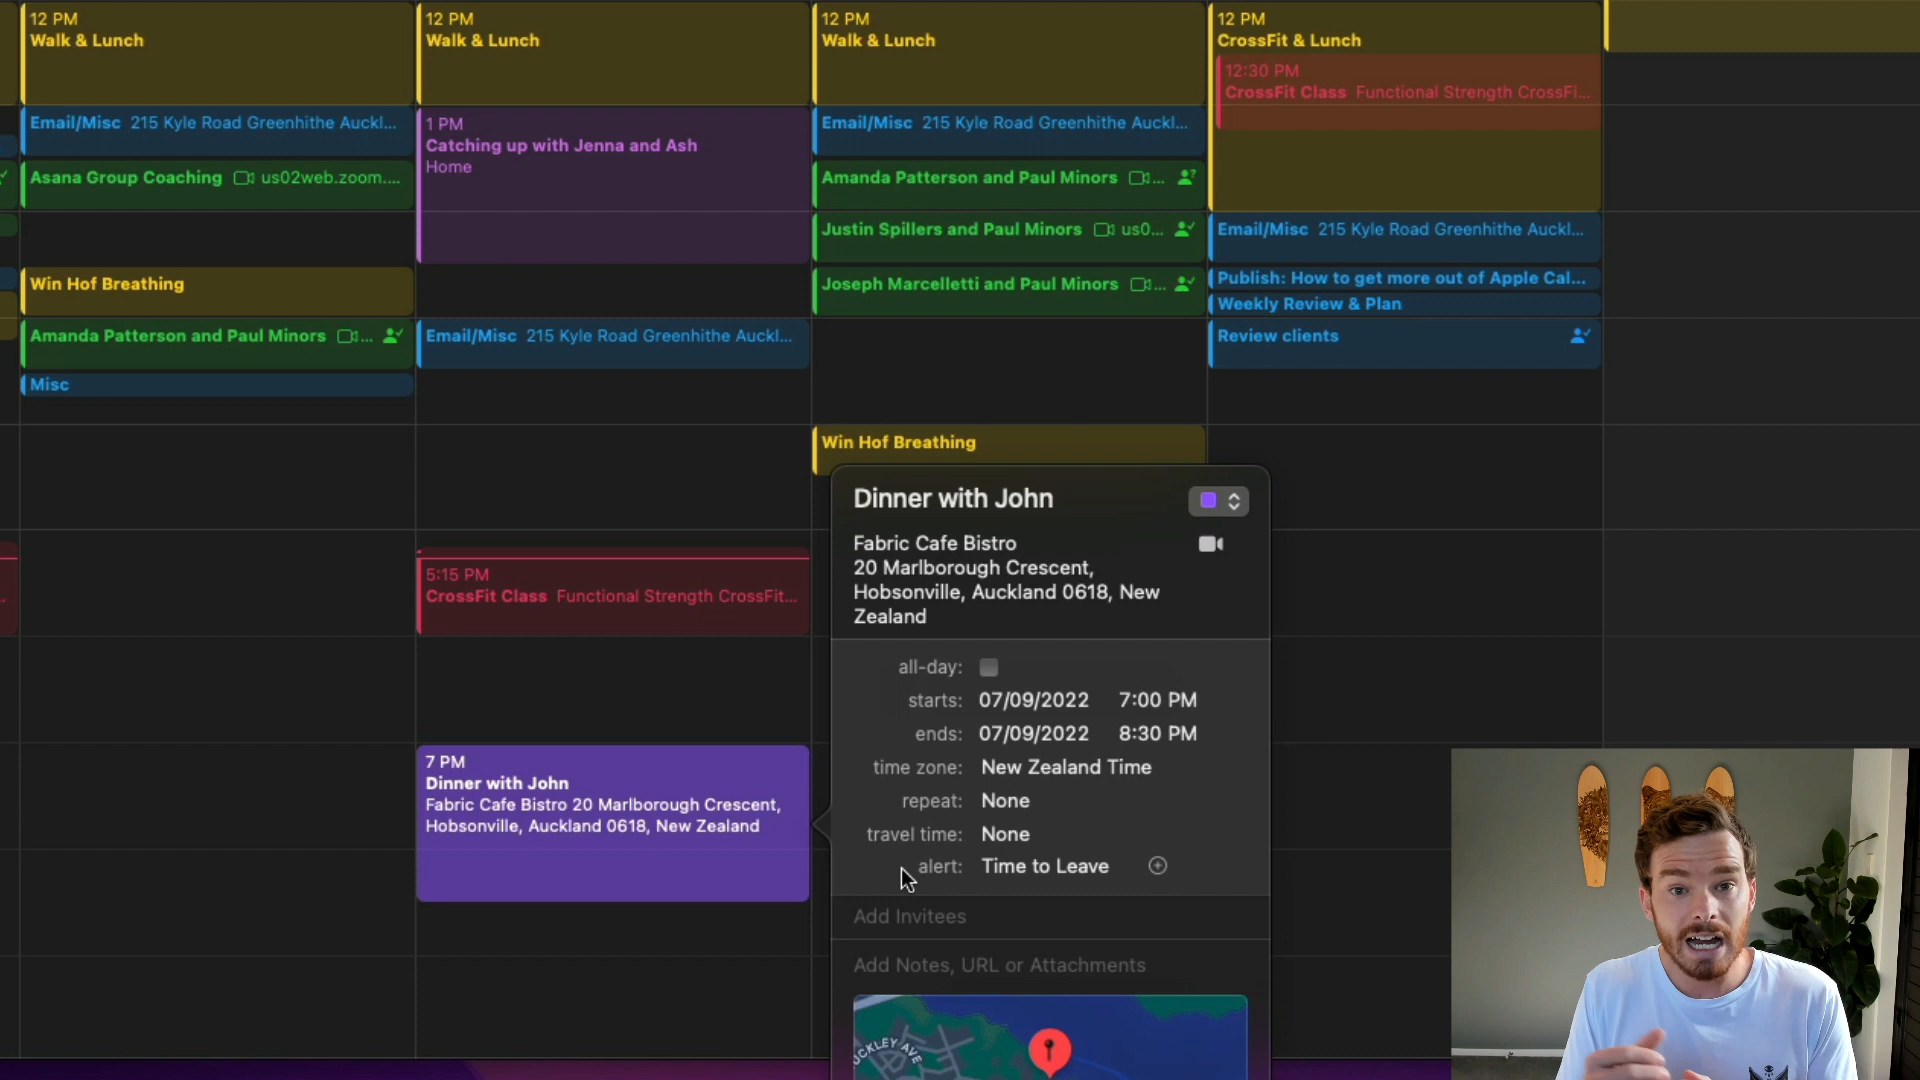 12 PM
Walk & Lunch
Email/Misc 215 Kyle Road Greenhithe Auckl...
Asana Group Coaching us02web.zoom....
Win Hof Breathing
Amanda Patterson and Paul Minors ...
Misc
12 PM
Walk & Lunch
1 PM
Catching up with Jenna and Ash
Home
Email/Misc 215 Kyle Road Greenhithe Auckl...
5:15 PM
CrossFit Class Functional Strength CrossFit...
7 PM
Dinner with John
Fabric Cafe Bistro 20 Marlborough Crescent,
Hobsonville, Auckland 0618, New Zealand
12 PM
Walk & Lunch
Email/Misc 215 Kyle Road Greenhithe Auckl...
Amanda Patterson and Paul Minors ...
Justin Spillers and Paul Minors us0...
Joseph Marcelletti and Paul Minors ...
Win Hof Breathing
12 PM
CrossFit & Lunch
12:30 PM
CrossFit Class Functional Strength CrossFi...
Email/Misc 215 Kyle Road Greenhithe Auckl...
Publish: How to get more out of Apple Cal...
Weekly Review & Plan
Review clients
Dinner with John
Fabric Cafe Bistro
20 Marlborough Crescent,
Hobsonville, Auckland 0618, New
Zealand
all-day:
starts: 07/09/2022 7:00 PM
ends: 07/09/2022 8:30 PM
time zone: New Zealand Time
repeat: None
travel time: None
alert: Time to Leave
Add Invitees
Add Notes, URL or Attachments
UCKLEY AVE